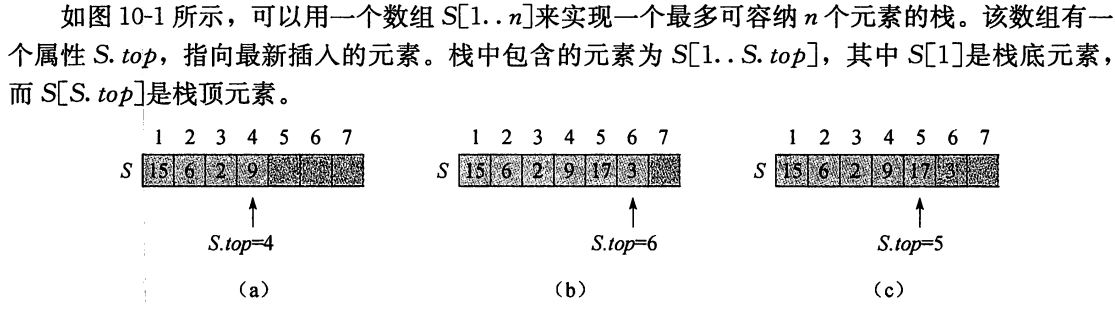 如图 10-1 所示，可以用一个数组 S[1..n]来实现一个最多可容纳 n 个元素的栈。该数组有一
个属性 S.top，指向最新插入的元素。栈中包含的元素为 S[1..S.top]，其中 S[1]是栈底元素，
而 S[S.top]是栈顶元素。
1 2 3 4 5 6 7
S 15 6 2 9
S.top=4
(a)
1 2 3 4 5 6 7
S 15 6 2 9 17 3
S.top=6
(b)
1 2 3 4 5 6 7
S 15 6 2 9 17 3
S.top=5
(c)